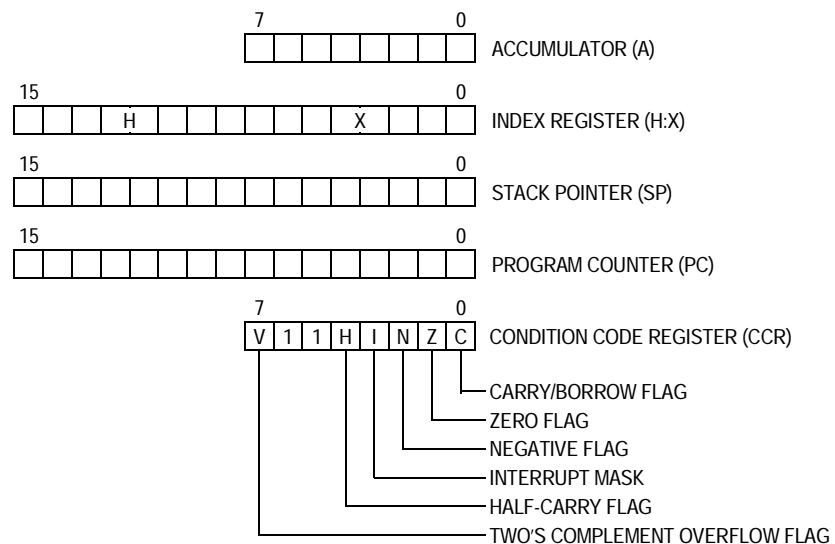 7 0
ACCUMULATOR (A)
15 0
H X INDEX REGISTER (H:X)
15 0
STACK POINTER (SP)
15 0
PROGRAM COUNTER (PC)
7 0
V 1 1 H I N Z C CONDITION CODE REGISTER (CCR)
CARRY/BORROW FLAG
ZERO FLAG
NEGATIVE FLAG
INTERRUPT MASK
HALF-CARRY FLAG
TWO'S COMPLEMENT OVERFLOW FLAG